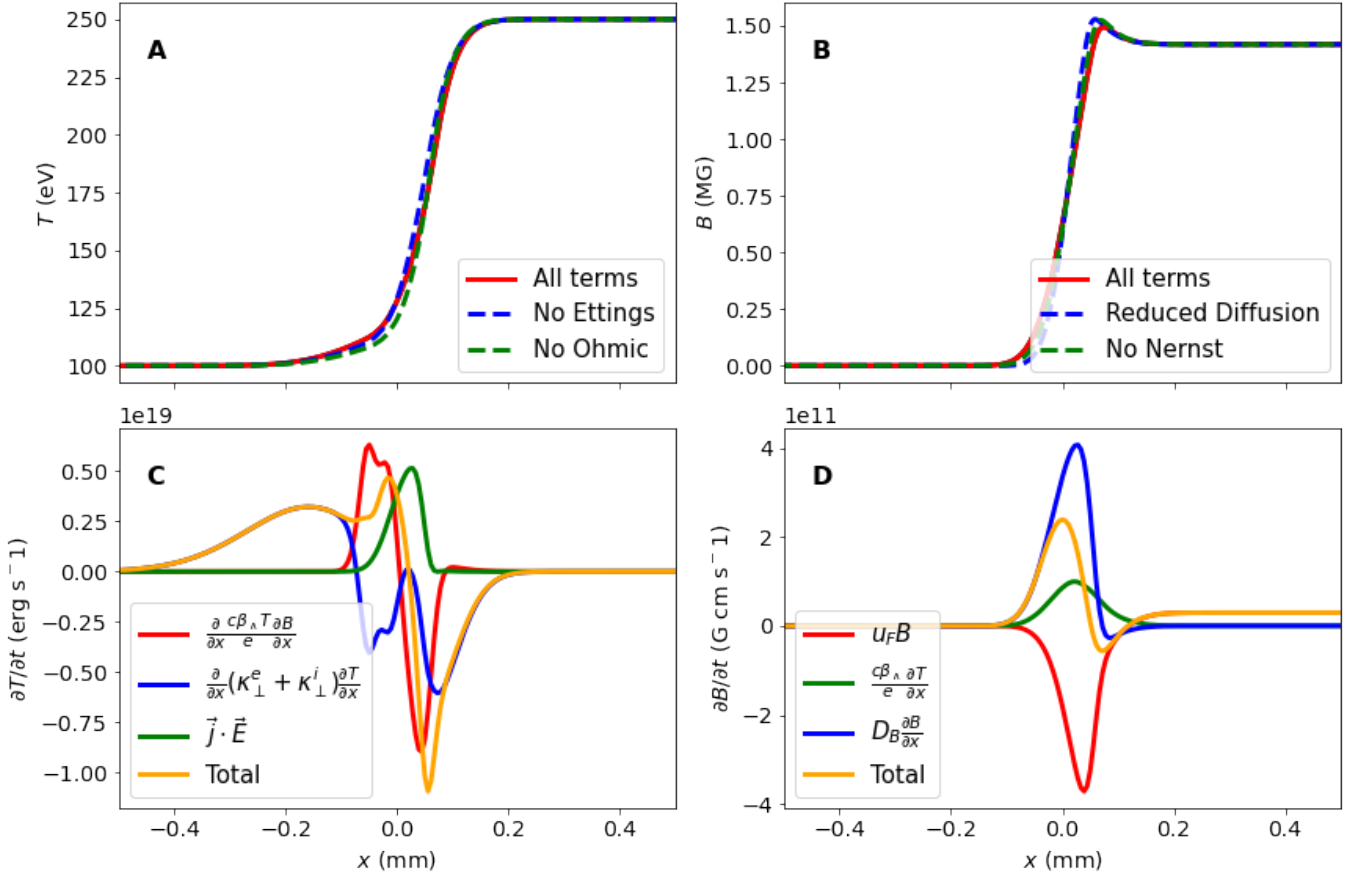 A
T (eV)
250
225
200
175
150
125
100
All terms
No Ettings
No Ohmic
B
B (MG)
1.50
1.25
1.00
0.75
0.50
0.25
0.00
All terms
Reduced Diffusion
No Nernst
1e19
C
∂T/∂t (erg s⁻1)
0.50
0.25
0.00
−0.25
−0.50
−0.75
−1.00
∂/∂x cβ∧T/e ∂B/∂x
∂/∂x (κ⊥^e + κ⊥^i) ∂T/∂x
j⃗ · E⃗
Total
−0.4 −0.2 0.0 0.2 0.4
x (mm)
1e11
D
∂B/∂t (G cm s⁻1)
4
2
0
−2
−4
u_F B
cβ∧/e ∂T/∂x
D_B ∂B/∂x
Total
−0.4 −0.2 0.0 0.2 0.4
x (mm)